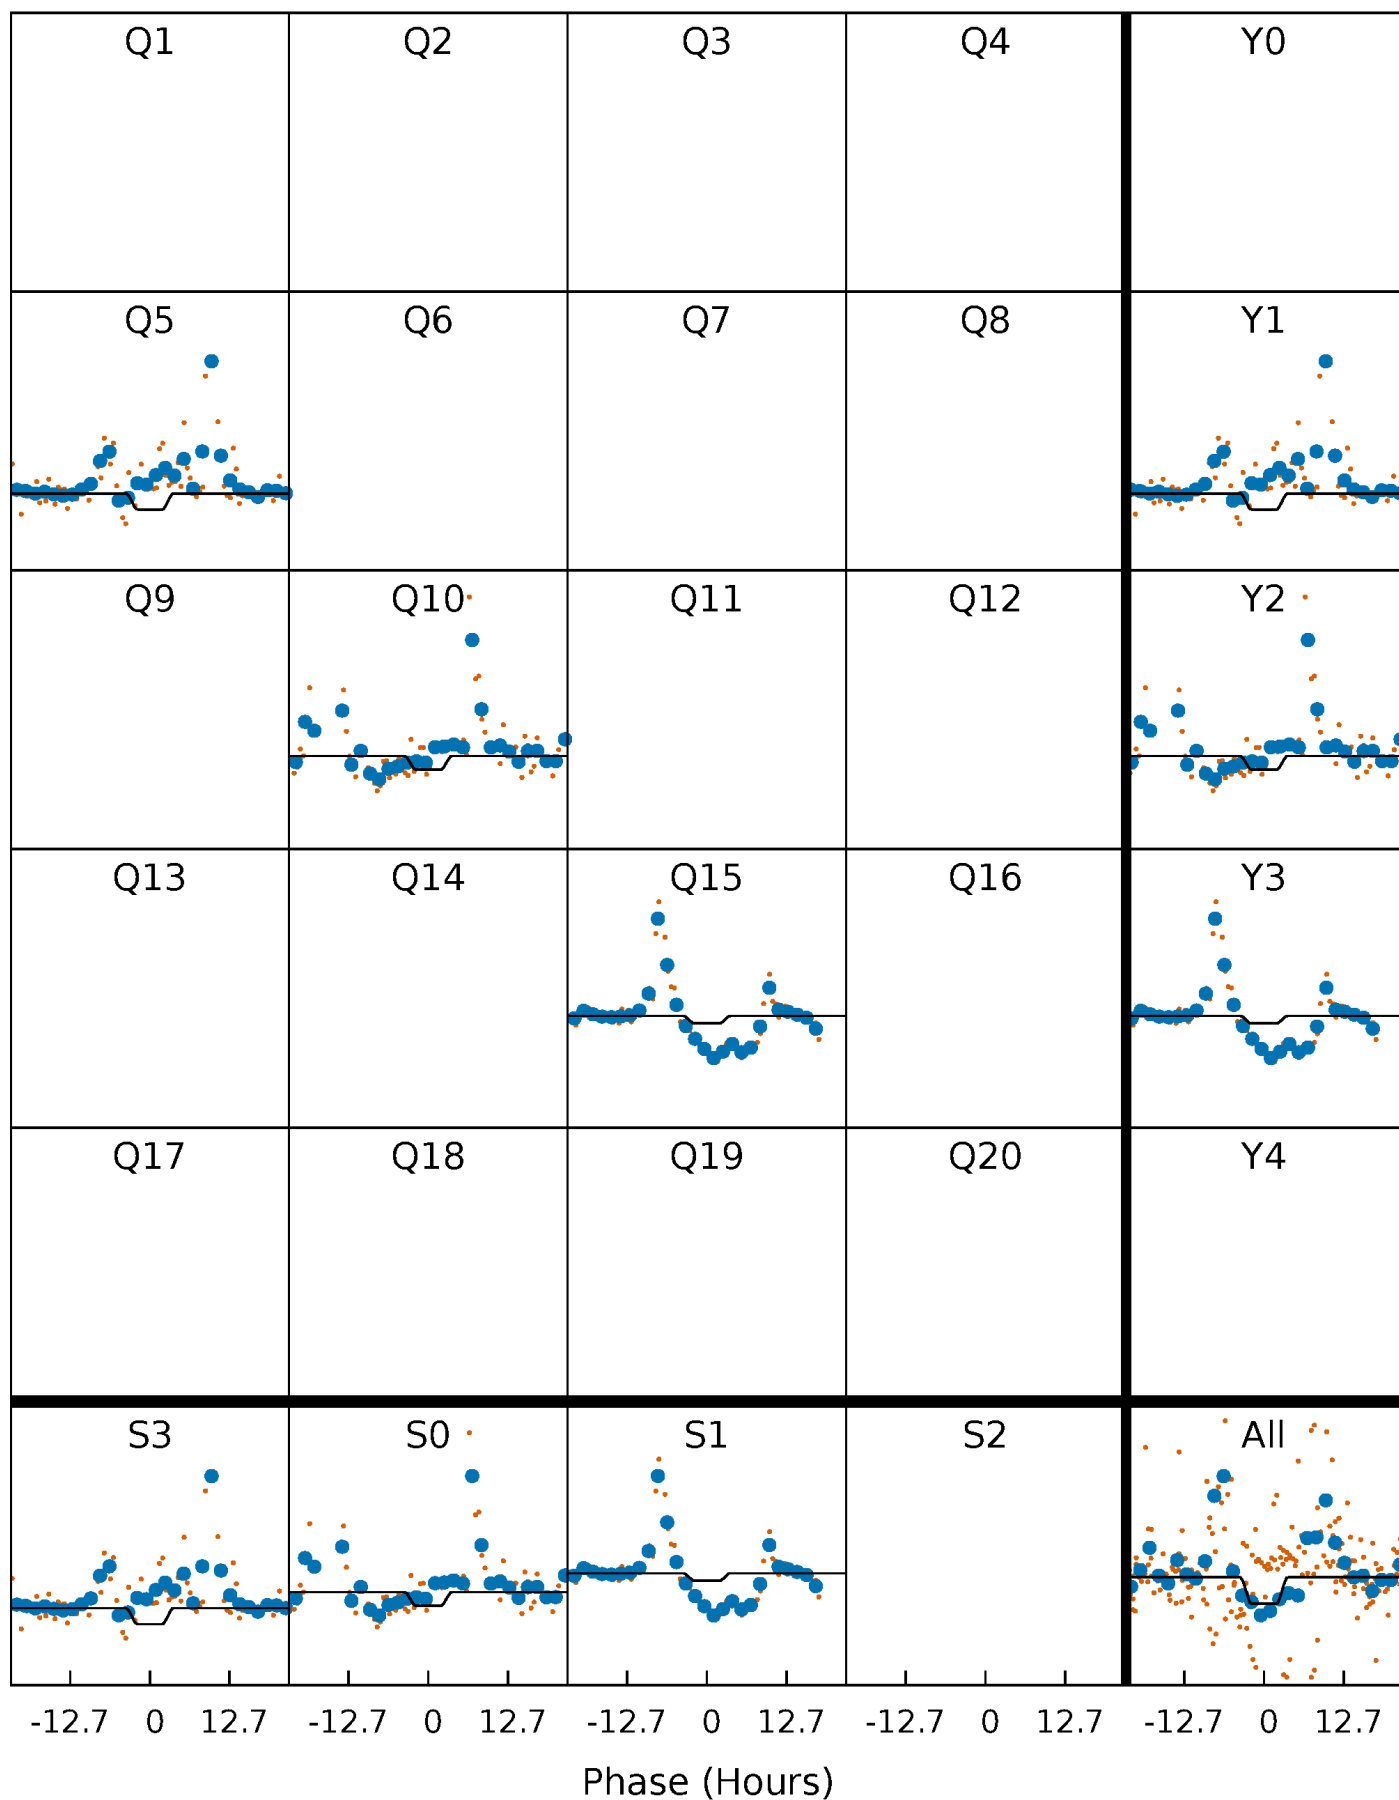 Q1 Q2 Q3 Q4 Y0
Q5 Q6 Q7 Q8 Y1
Q9 Q10 Q11 Q12 Y2
Q13 Q14 Q15 Q16 Y3
Q17 Q18 Q19 Q20 Y4
S3 S0 S1 S2 All
-12.7 0 12.7 -12.7 0 12.7 -12.7 0 12.7 -12.7 0 12.7 -12.7 0 12.7
Phase (Hours)